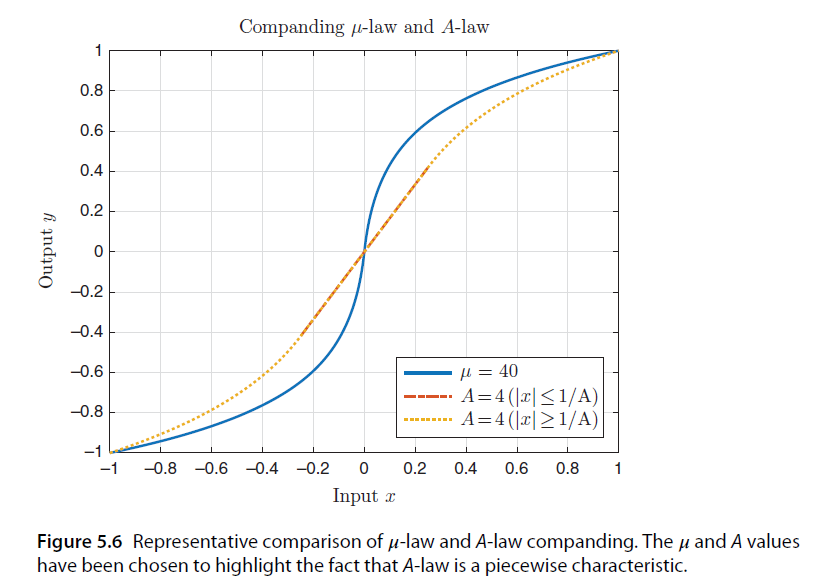 Companding μ-law and A-law
1
0.8
0.6
0.4
0.2
0
−0.2
−0.4
−0.6
−0.8
−1
Output y
μ = 40
A=4 (|x|≤1/A)
A=4 (|x|≥1/A)
−1 −0.8 −0.6 −0.4 −0.2 0 0.2 0.4 0.6 0.8 1
Input x
Figure 5.6 Representative comparison of μ-law and A-law companding. The μ and A values
have been chosen to highlight the fact that A-law is a piecewise characteristic.